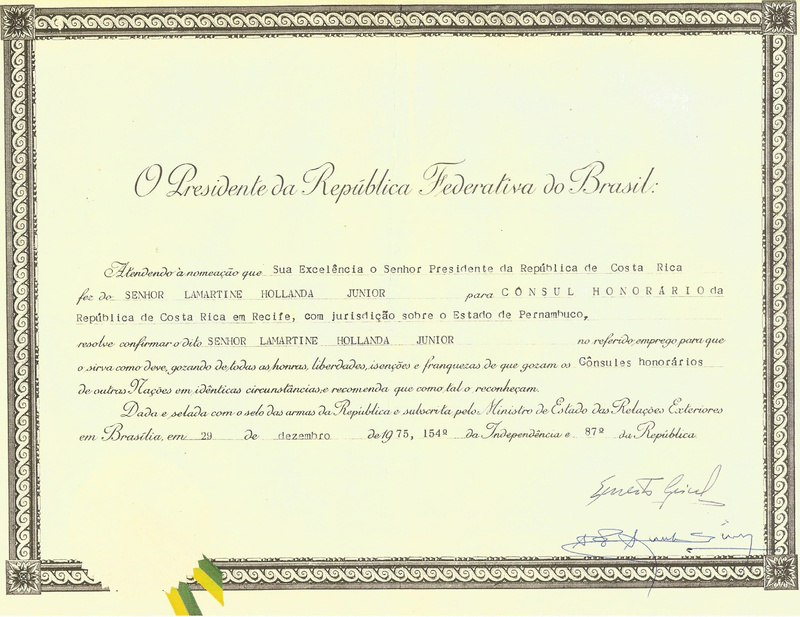 O Presidente da República Federativa do Brasil:
Atendendo à nomeação que Sua Excelência o Senhor Presidente da República de Costa Rica
fez do SENHOR LAMARTINE HOLLANDA JUNIOR para CÔNSUL HONORÁRIO da
República de Costa Rica em Recife, com jurisdição sobre o Estado de Pernambuco,
resolve confirmar o dito SENHOR LAMARTINE HOLLANDA JUNIOR no referido emprego para que
o sirva como deve, gozando de todas as honras, liberdades, isenções e franquezas de que gozam os Cônsules honorários
de outras Nações em idênticas circunstâncias, e recomenda que como tal o reconheçam.
Dada e selada com o selo das armas da República e subscrita pelo Ministro de Estado das Relações Exteriores
em Brasília, em 29 de dezembro de 1975, 154º da Independência e 87º da República
Ernesto Geisel